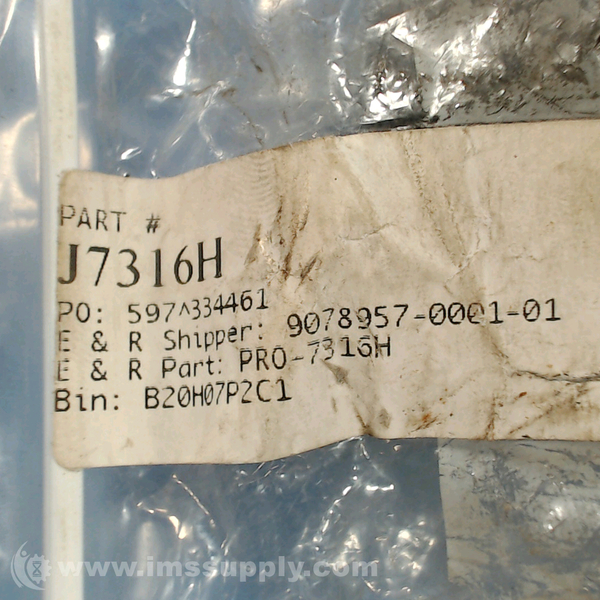 PART #
J7316H
PO: 597^334461
E & R Shipper: 9078957-0001-01
E & R Part: PRO-7316H
Bin: B20H07P2C1
www.imssupply.com